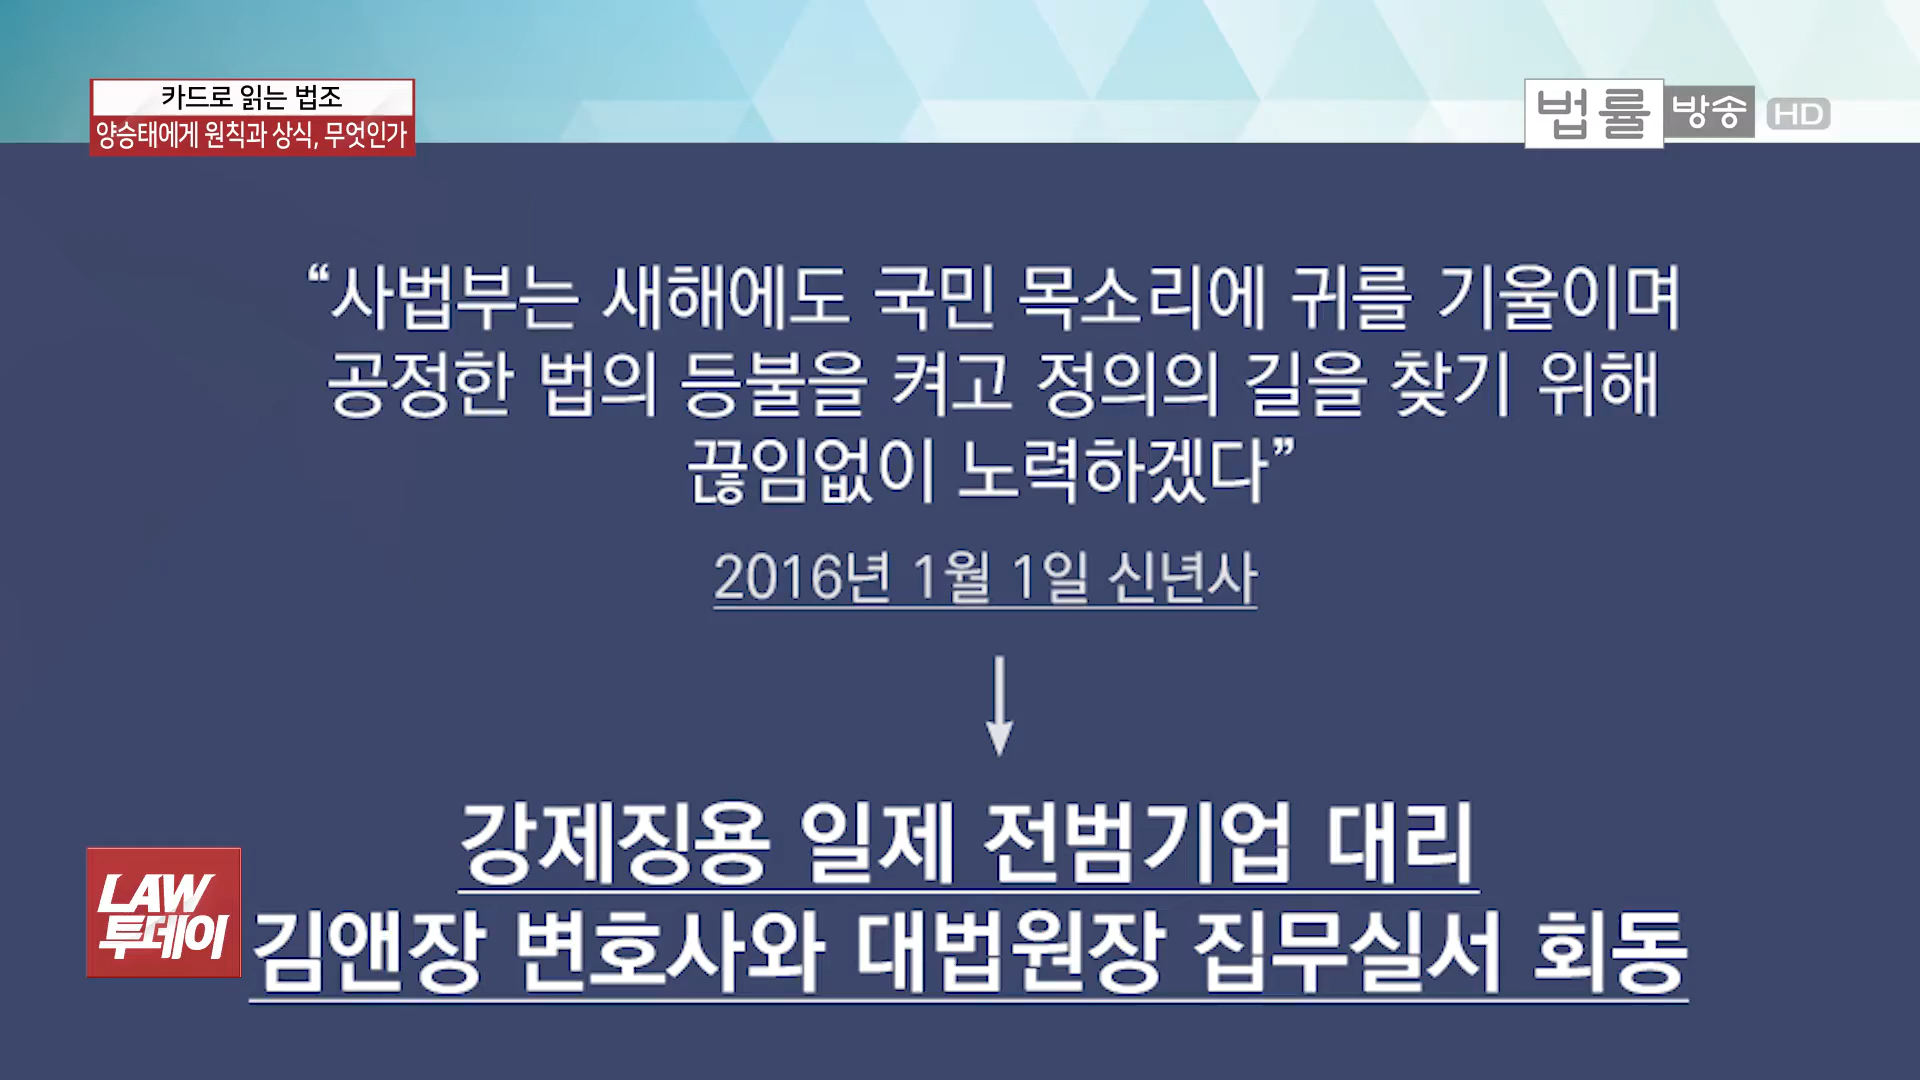 카드로 읽는 법조
양승태에게 원칙과 상식, 무엇인가
법률방송 HD
“사법부는 새해에도 국민 목소리에 귀를 기울이며
공정한 법의 등불을 켜고 정의의 길을 찾기 위해
끊임없이 노력하겠다”
2016년 1월 1일 신년사
강제징용 일제 전범기업 대리
김앤장 변호사와 대법원장 집무실서 회동
LAW
투데이